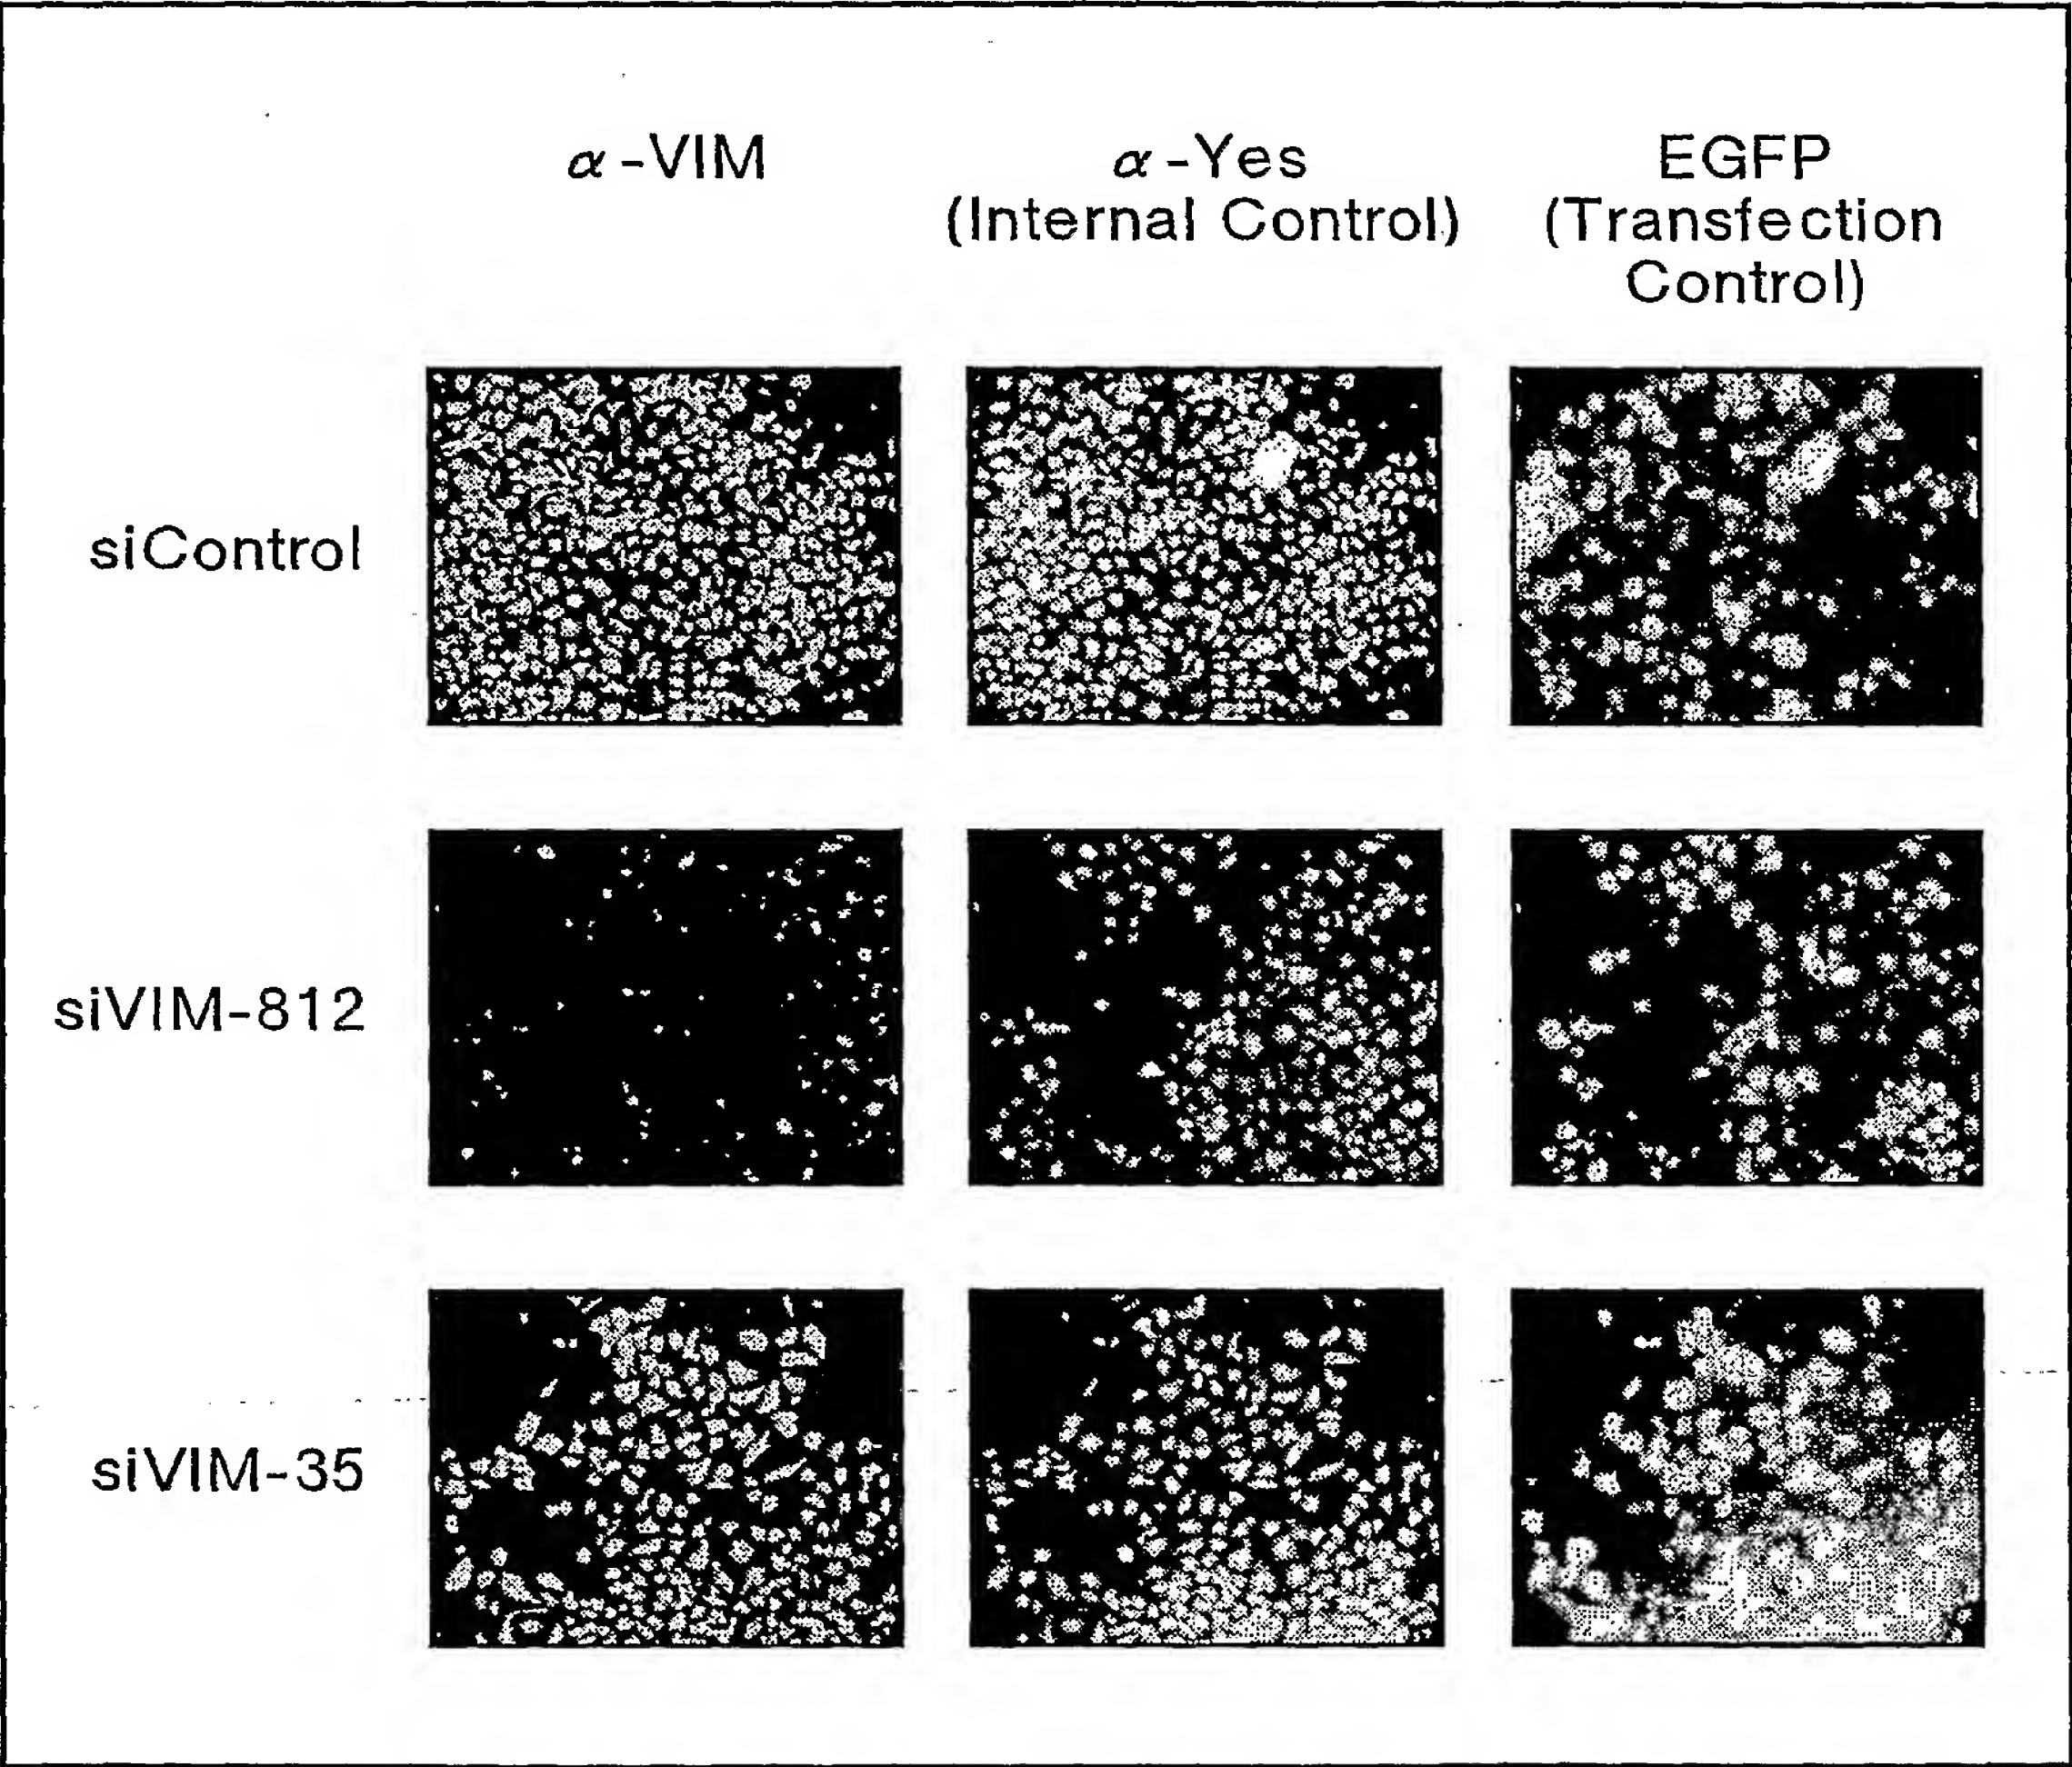 α-VIM
α-Yes
(Internal Control)
EGFP
(Transfection
Control)
siControl
siVIM-812
siVIM-35